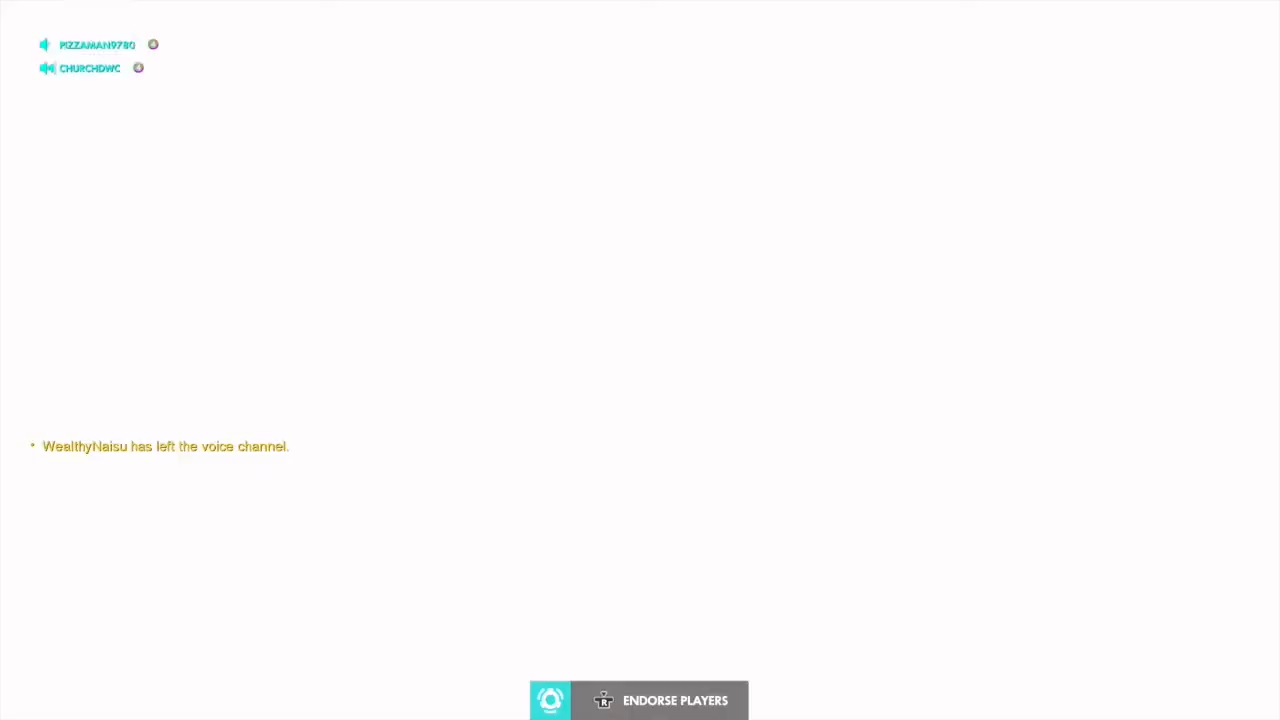 PIZZAMAN9780
CHURCHDWC
• WealthyNaisu has left the voice channel.
R ENDORSE PLAYERS